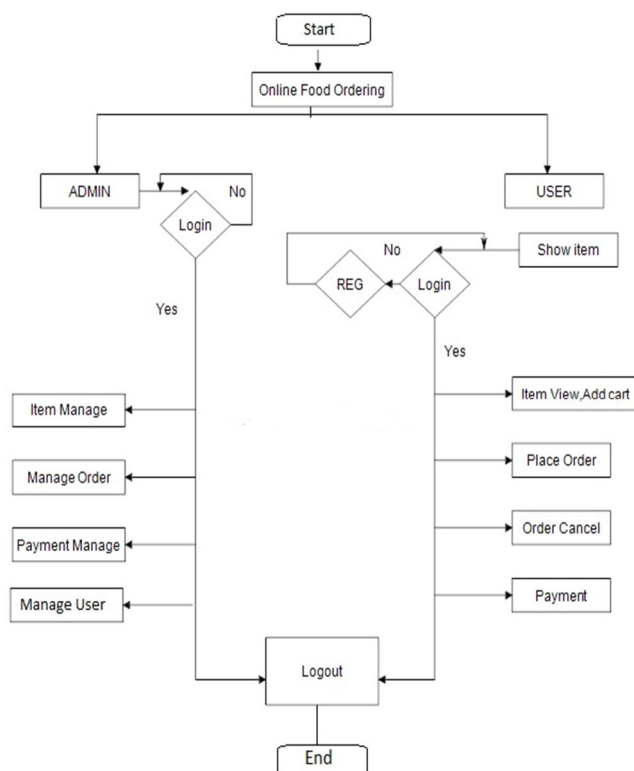 Start
Online Food Ordering
ADMIN
No
USER
Login
No
Show item
REG
Login
Yes
Yes
Item View,Add cart
Item Manage
Place Order
Manage Order
Order Cancel
Payment Manage
Payment
Manage User
Logout
End